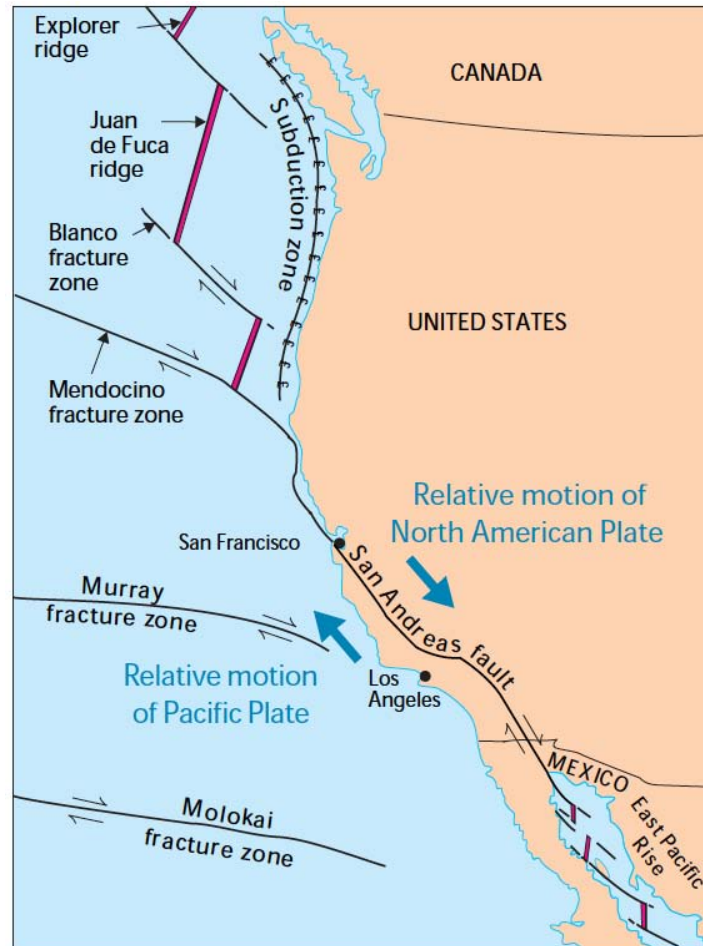 Explorer
ridge
CANADA
Juan
de Fuca
ridge
Subduction zone
Blanco
fracture
zone
UNITED STATES
Mendocino
fracture zone
Relative motion of
North American Plate
San Francisco
San Andreas fault
Murray
fracture zone
Relative motion
of Pacific Plate
Los
Angeles
MEXICO
East Pacific
Rise
Molokai
fracture zone